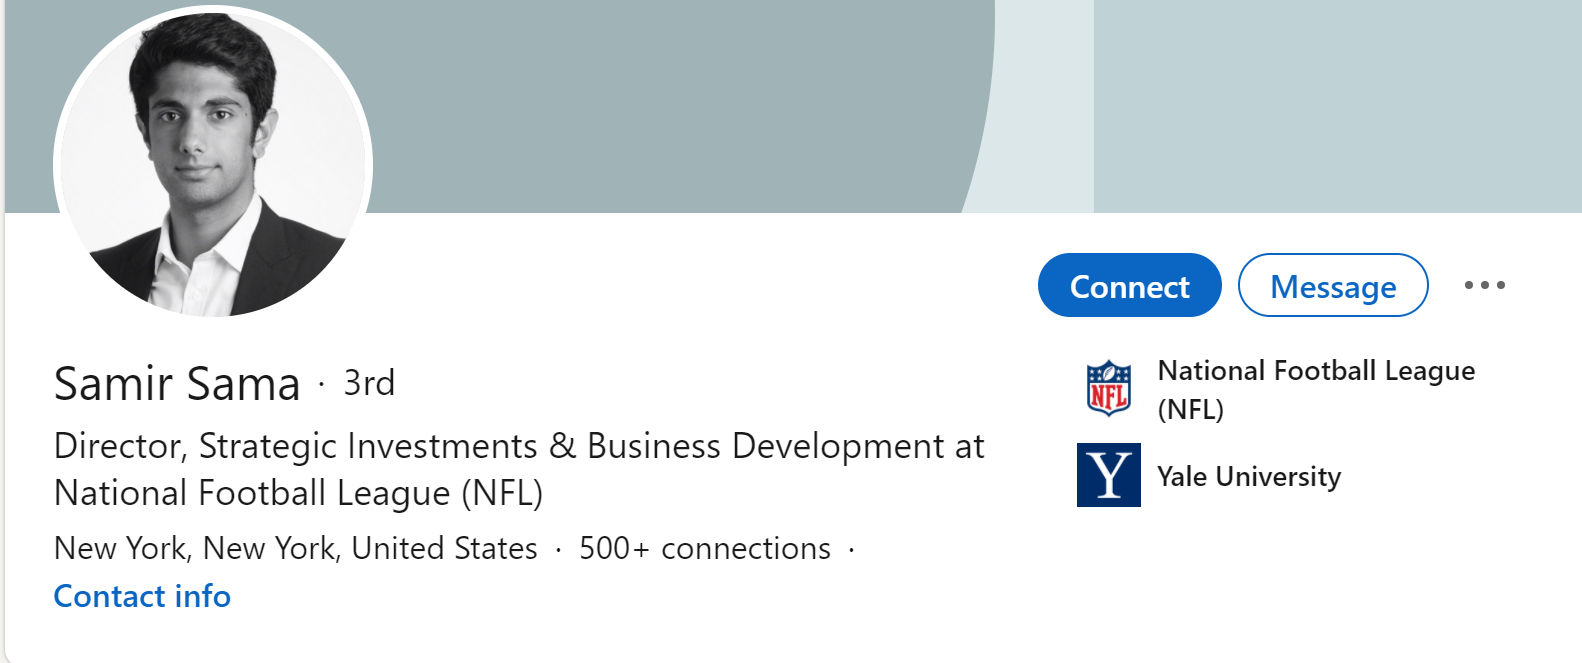 Samir Sama · 3rd
Director, Strategic Investments & Business Development at
National Football League (NFL)
New York, New York, United States · 500+ connections ·
Contact info
Connect
Message
NFL
National Football League
(NFL)
Y
Yale University